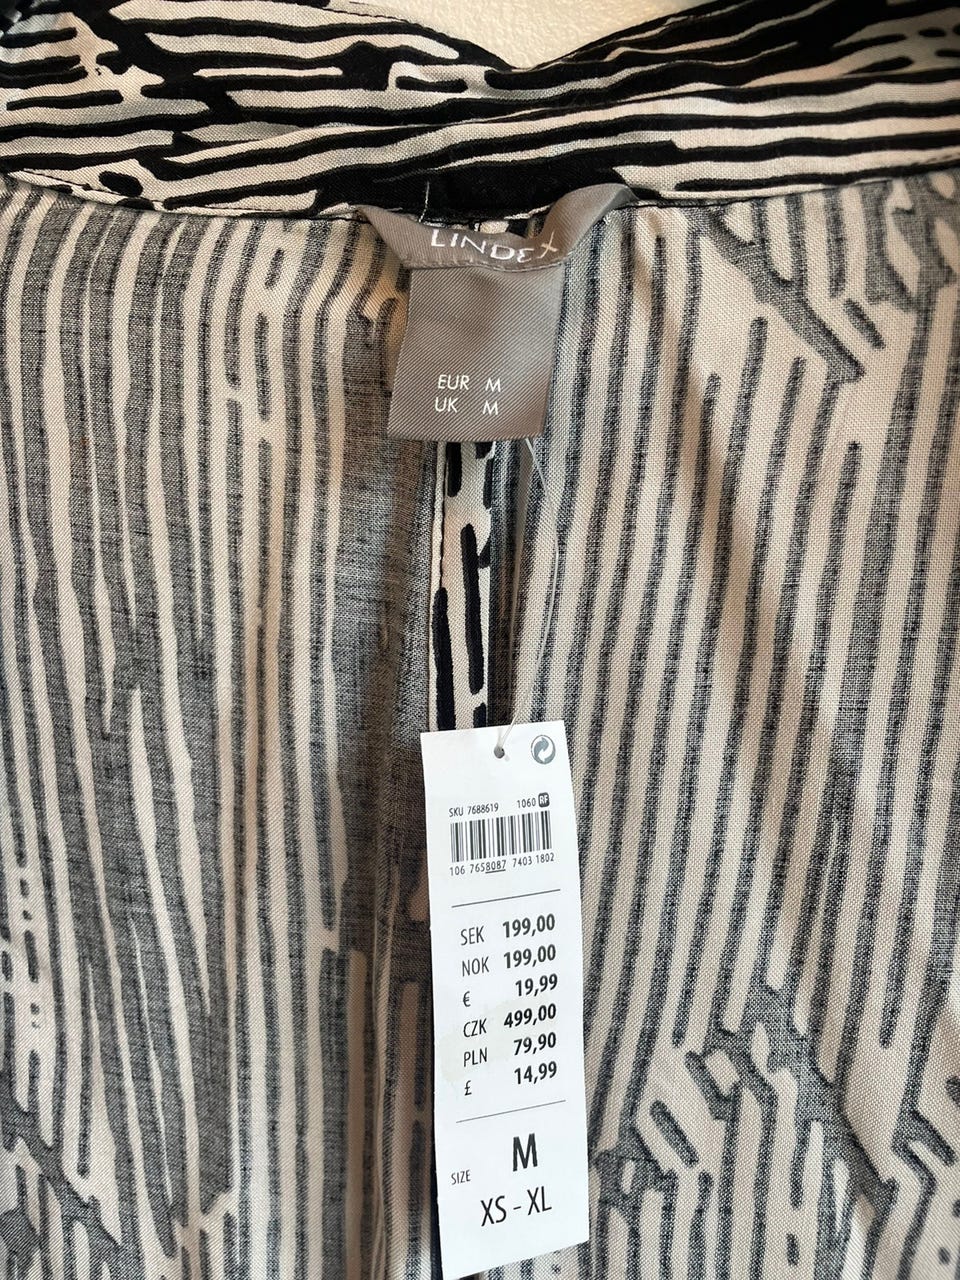 LINDEX
EUR M
UK M
SKU 7688619 1060 RF
106 7658087 7403 1802
SEK 199,00
NOK 199,00
€ 19,99
CZK 499,00
PLN 79,90
£ 14,99
SIZE M
XS - XL